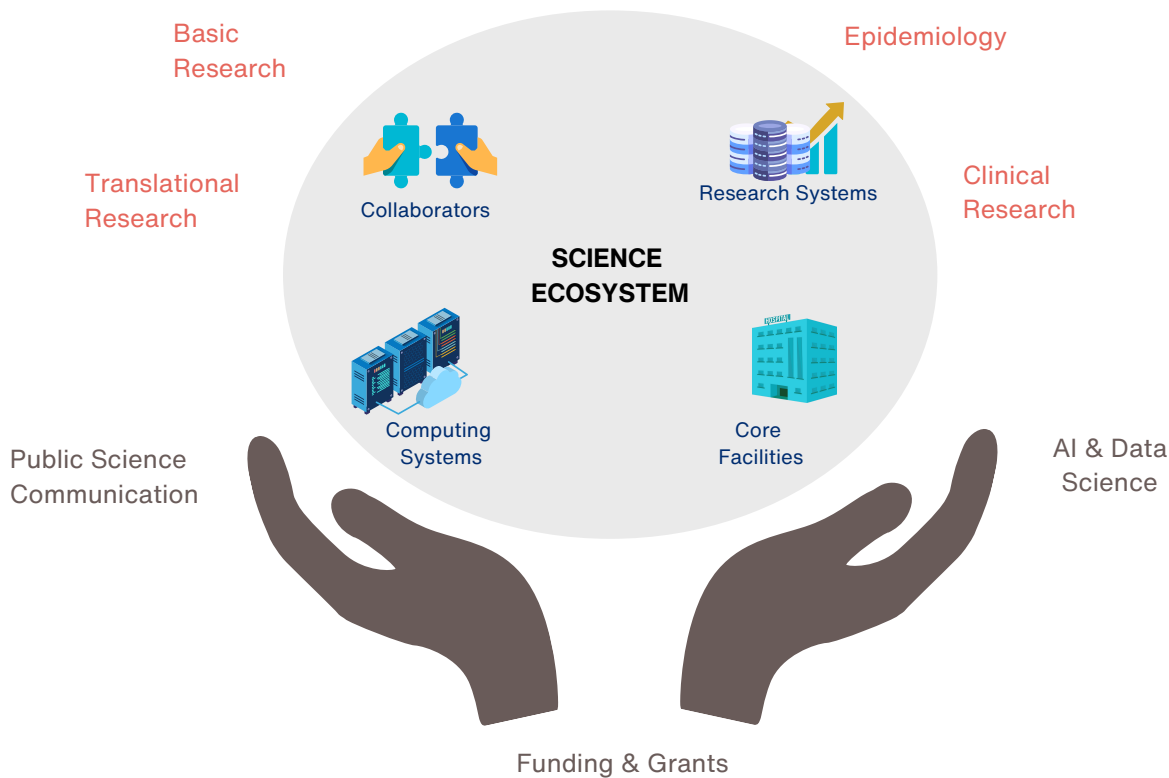 Basic
Research
Epidemiology
Translational
Research
Clinical
Research
Collaborators
Research Systems
SCIENCE
ECOSYSTEM
HOSPITAL
Computing
Systems
Core
Facilities
Public Science
Communication
AI & Data
Science
Funding & Grants